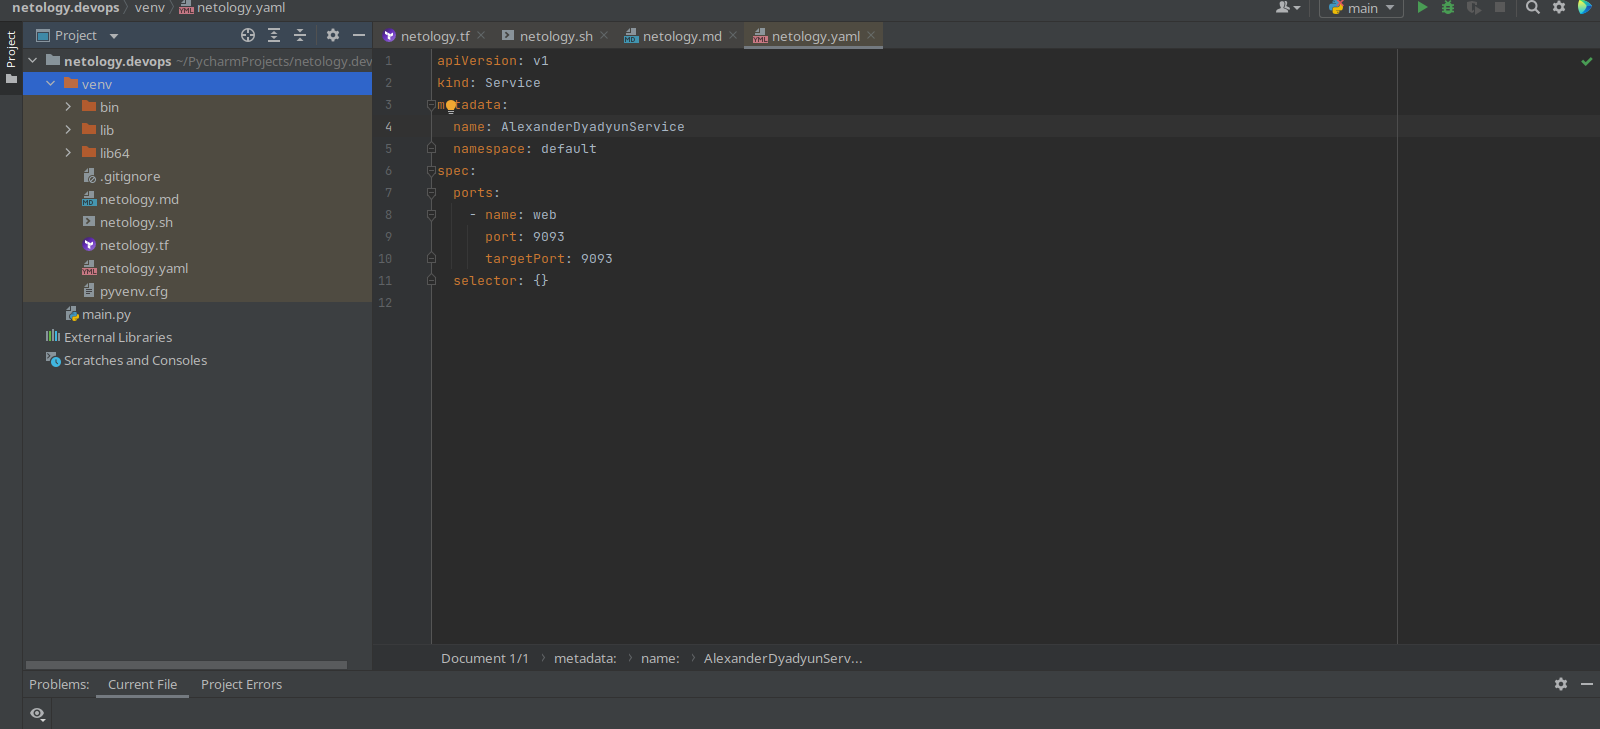 netology.devops venv netology.yaml
main
Project
Project
netology.tf netology.sh netology.md netology.yaml
netology.devops ~/PycharmProjects/netology.dev
venv
bin
lib
lib64
.gitignore
netology.md
netology.sh
netology.tf
netology.yaml
pyvenv.cfg
main.py
External Libraries
Scratches and Consoles
1 apiVersion: v1
2 kind: Service
3 metadata:
4 name: AlexanderDyadyunService
5 namespace: default
6 spec:
7 ports:
8 - name: web
9 port: 9093
10 targetPort: 9093
11 selector: {}
12
Document 1/1 metadata: name: AlexanderDyadyunServ...
Problems: Current File Project Errors